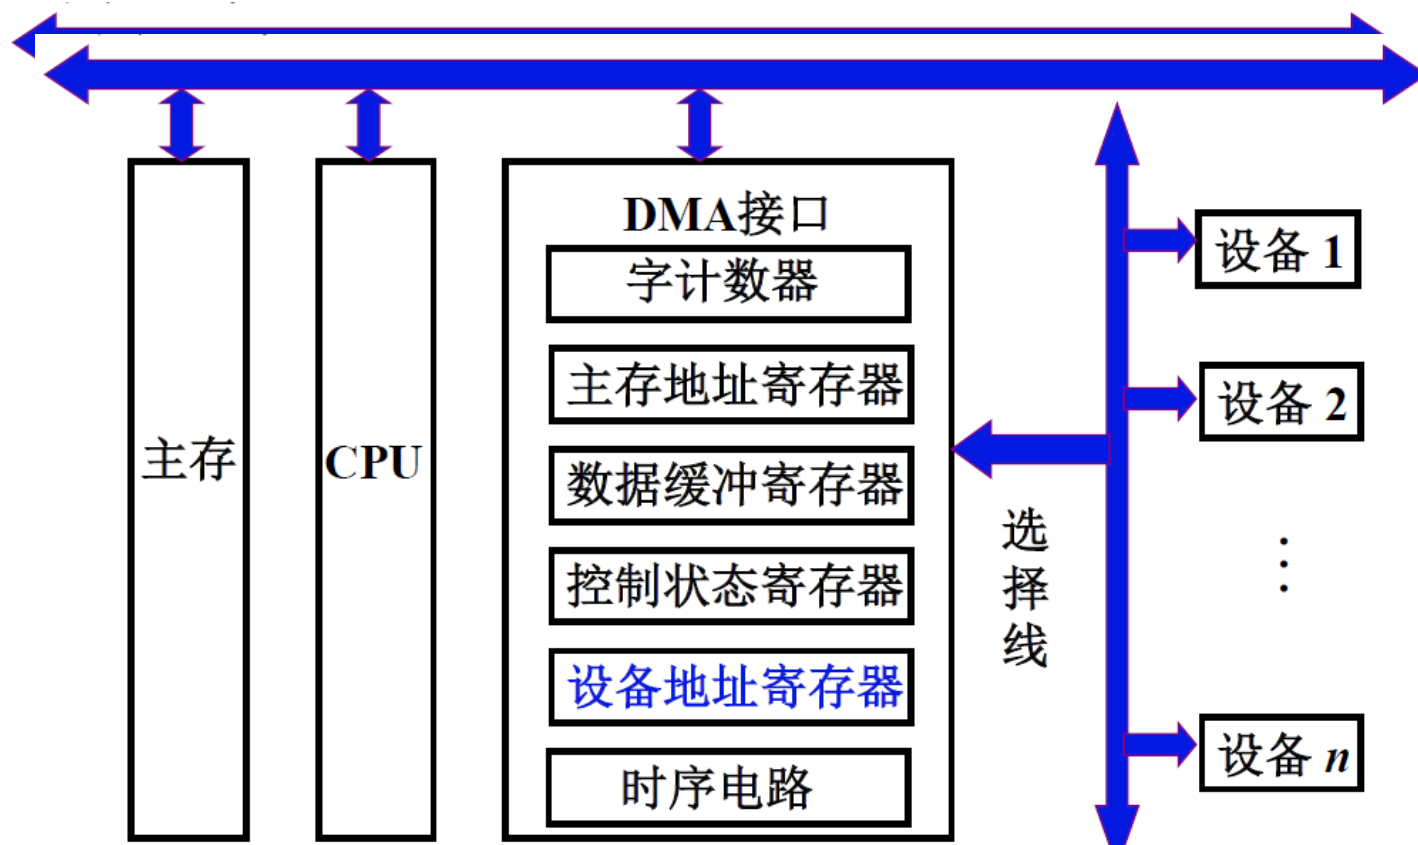 DMA接口
字计数器
主存地址寄存器
数据缓冲寄存器
控制状态寄存器
设备地址寄存器
时序电路
主存
CPU
选择线
设备 1
设备 2
⋮
设备 n